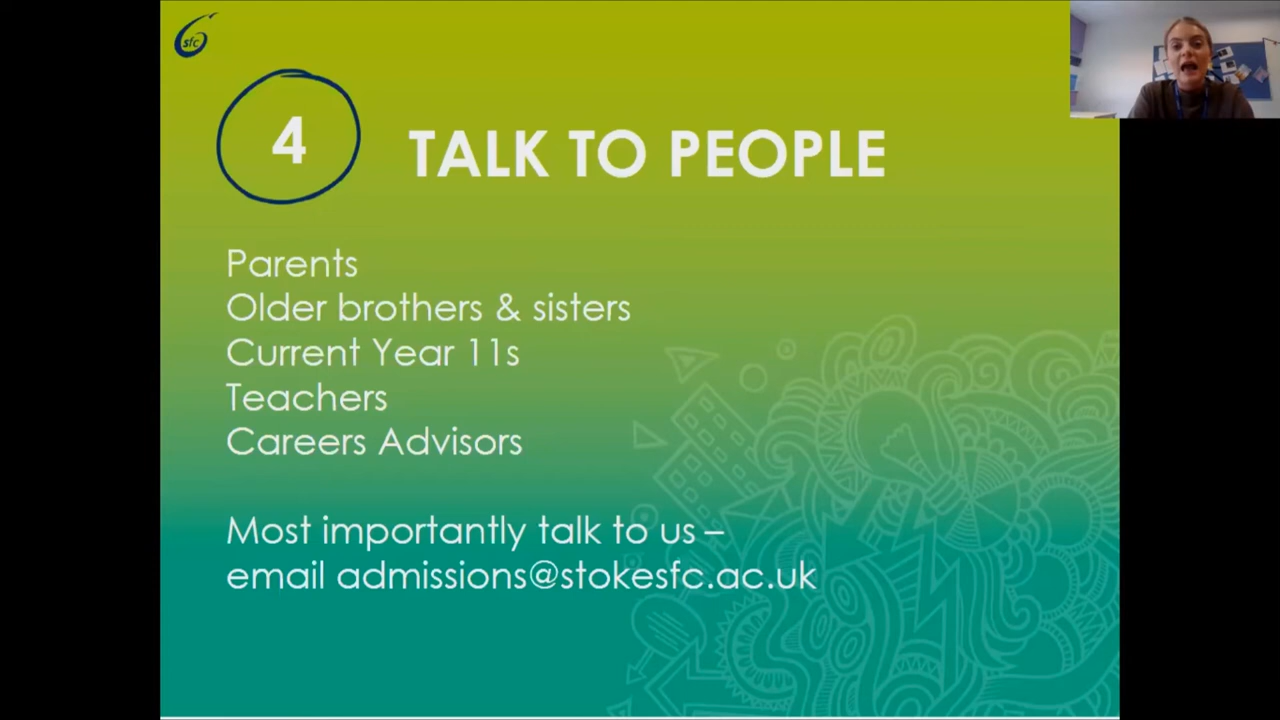 sfc
4 TALK TO PEOPLE
Parents
Older brothers & sisters
Current Year 11s
Teachers
Careers Advisors
Most importantly talk to us –
email admissions@stokesfc.ac.uk